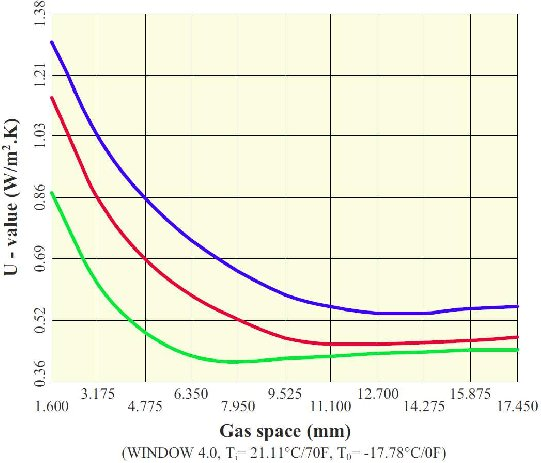 1.38
1.21
1.03
0.86
0.69
0.52
0.36
U - value (W/m².K)
3.175 6.350 9.525 12.700 15.875
1.600 4.775 7.950 11.100 14.275 17.450
Gas space (mm)
(WINDOW 4.0, Ti= 21.11°C/70F, T0= -17.78°C/0F)